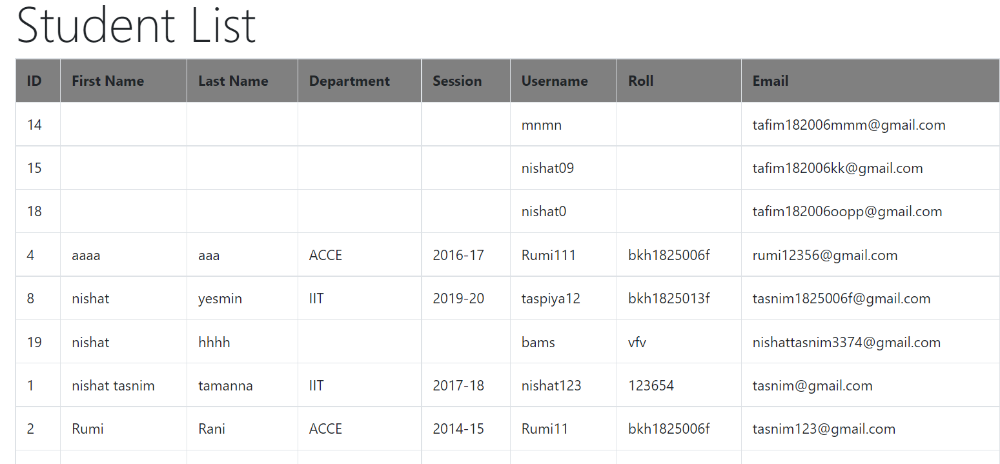 Student List
ID First Name Last Name Department Session Username Roll Email
14 mnmn tafim182006mmm@gmail.com
15 nishat09 tafim182006kk@gmail.com
18 nishat0 tafim182006oopp@gmail.com
4 aaaa aaa ACCE 2016-17 Rumi111 bkh1825006f rumi12356@gmail.com
8 nishat yesmin IIT 2019-20 taspiya12 bkh1825013f tasnim1825006f@gmail.com
19 nishat hhhh bams vfv nishattasnim3374@gmail.com
1 nishat tasnim tamanna IIT 2017-18 nishat123 123654 tasnim@gmail.com
2 Rumi Rani ACCE 2014-15 Rumi11 bkh1825006f tasnim123@gmail.com